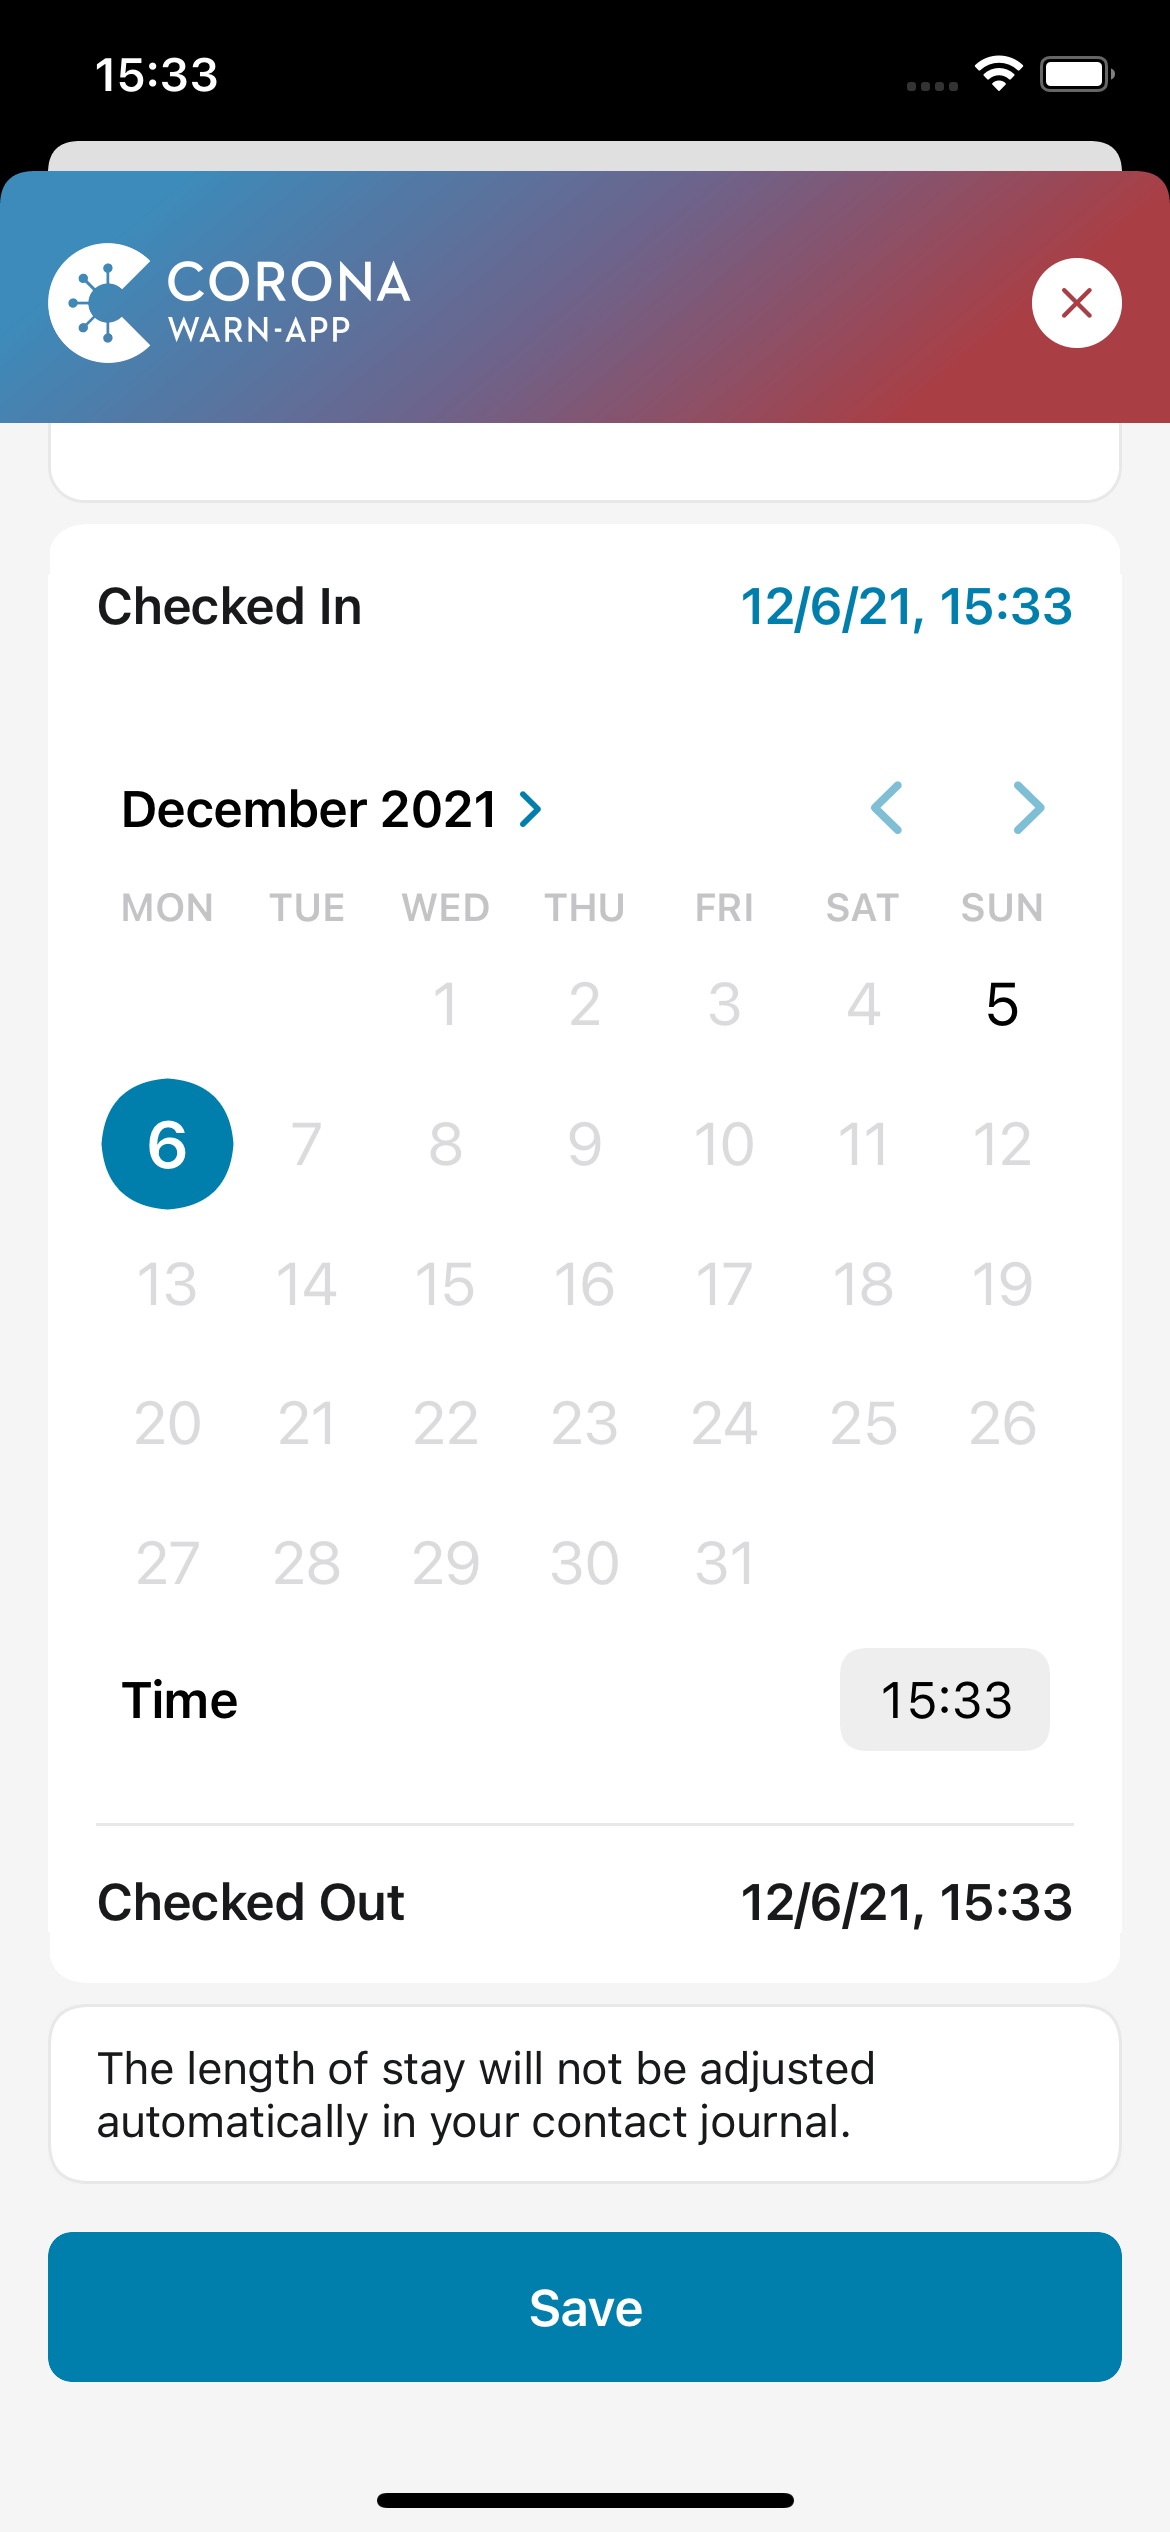 15:33
CORONA
WARN-APP
Checked In 12/6/21, 15:33
December 2021
MON TUE WED THU FRI SAT SUN
1 2 3 4 5
6 7 8 9 10 11 12
13 14 15 16 17 18 19
20 21 22 23 24 25 26
27 28 29 30 31
Time 15:33
Checked Out 12/6/21, 15:33
The length of stay will not be adjusted
automatically in your contact journal.
Save